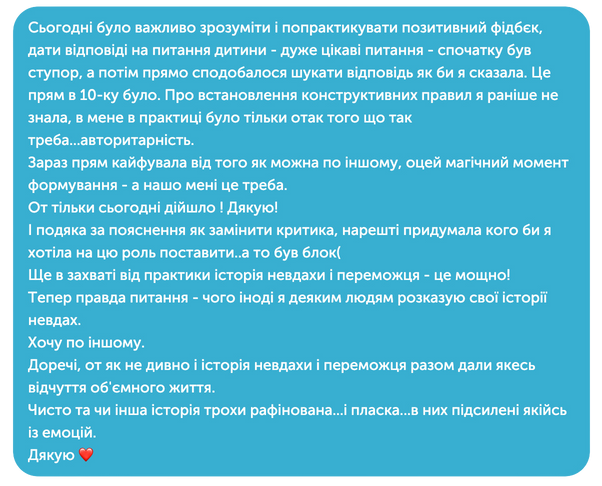 Сьогодні було важливо зрозуміти і попрактикувати позитивний фідбєк,
дати відповіді на питання дитини - дуже цікаві питання - спочатку був
ступор, а потім прямо сподобалося шукати відповідь як би я сказала. Це
прям в 10-ку було. Про встановлення конструктивних правил я раніше не
знала, в мене в практиці було тільки отак того що так
треба...авторитарність.
Зараз прям кайфувала від того як можна по іншому, оцей магічний момент
формування - а нашо мені це треба.
От тільки сьогодні дійшло ! Дякую!
І подяка за пояснення як замінити критика, нарешті придумала кого би я
хотіла на цю роль поставити..а то був блок(
Ще в захваті від практики історія невдахи і переможця - це мощно!
Тепер правда питання - чого іноді я деяким людям розказую свої історії
невдах.
Хочу по іншому.
Доречі, от як не дивно і історія невдахи і переможця разом дали якесь
відчуття об'ємного життя.
Чисто та чи інша історія трохи рафінована...і пласка...в них підсилені якійсь
із емоцій.
Дякую ❤️